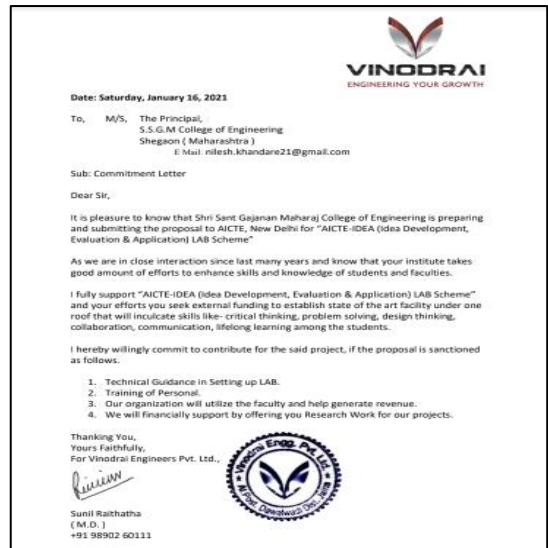 VINODRAI
ENGINEERING YOUR GROWTH
Date: Saturday, January 16, 2021
To, M/S, The Principal,
S.S.G.M College of Engineering
Shegaon ( Maharashtra )
E Mail: nilesh.khandare21@gmail.com
Sub: Commitment Letter
Dear Sir,
It is pleasure to know that Shri Sant Gajanan Maharaj College of Engineering is preparing
and submitting the proposal to AICTE, New Delhi for “AICTE-IDEA (Idea Development,
Evaluation & Application) LAB Scheme”
As we are in close interaction since last many years and know that your institute takes
good amount of efforts to enhance skills and knowledge of students and faculties.
I fully support “AICTE-IDEA (Idea Development, Evaluation & Application) LAB Scheme”
and your efforts you seek external funding to establish state of the art facility under one
roof that will inculcate skills like- critical thinking, problem solving, design thinking,
collaboration, communication, lifelong learning among the students.
I hereby willingly commit to contribute for the said project, if the proposal is sanctioned
as follows.
1. Technical Guidance in Setting up LAB.
2. Training of Personal.
3. Our organization will utilize the faculty and help generate revenue.
4. We will financially support by offering you Research Work for our projects.
Thanking You,
Yours Faithfully,
For Vinodrai Engineers Pvt. Ltd.,
Vinodrai Engg. Pvt. Ltd.
At Post. Dawalwadi Dist. Jalna
Sunil Raithatha
( M.D. )
+91 98902 60111